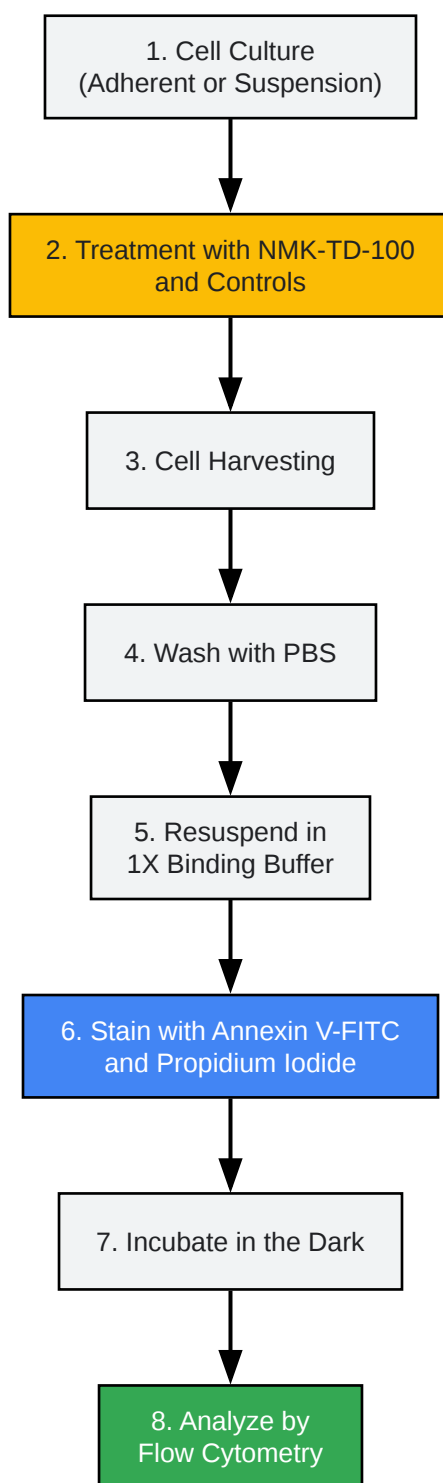 1. Cell Culture
(Adherent or Suspension)
2. Treatment with NMK-TD-100
and Controls
3. Cell Harvesting
4. Wash with PBS
5. Resuspend in
1X Binding Buffer
6. Stain with Annexin V-FITC
and Propidium Iodide
7. Incubate in the Dark
8. Analyze by
Flow Cytometry